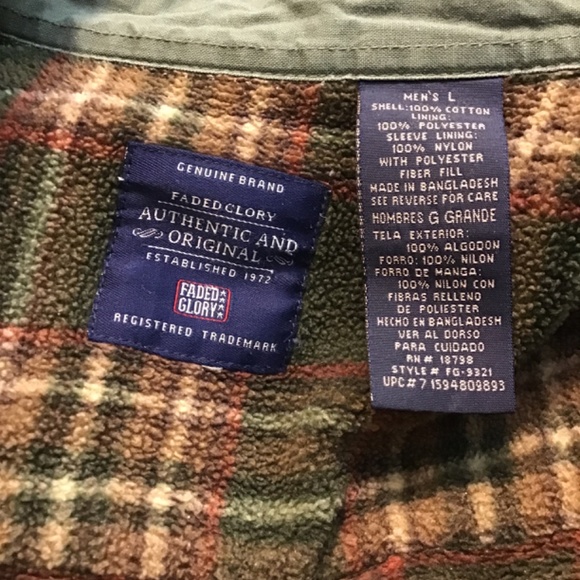 GENUINE BRAND
FADED GLORY
AUTHENTIC AND
ORIGINAL
ESTABLISHED 1972
FADED
GLORY
REGISTERED TRADEMARK
MEN'S L
SHELL: 100% COTTON
LINING:
100% POLYESTER
SLEEVE LINING:
100% NYLON
WITH POLYESTER
FIBER FILL
MADE IN BANGLADESH
SEE REVERSE FOR CARE
HOMBRES G GRANDE
TELA EXTERIOR:
100% ALGODON
FORRO: 100% NILON
FORRO DE MANGA:
100% NILON CON
FIBRAS RELLENO
DE POLIESTER
HECHO EN BANGLADESH
VER AL DORSO
PARA CUIDADO
RN# 18798
STYLE# FG-9321
UPC# 7 1594809893